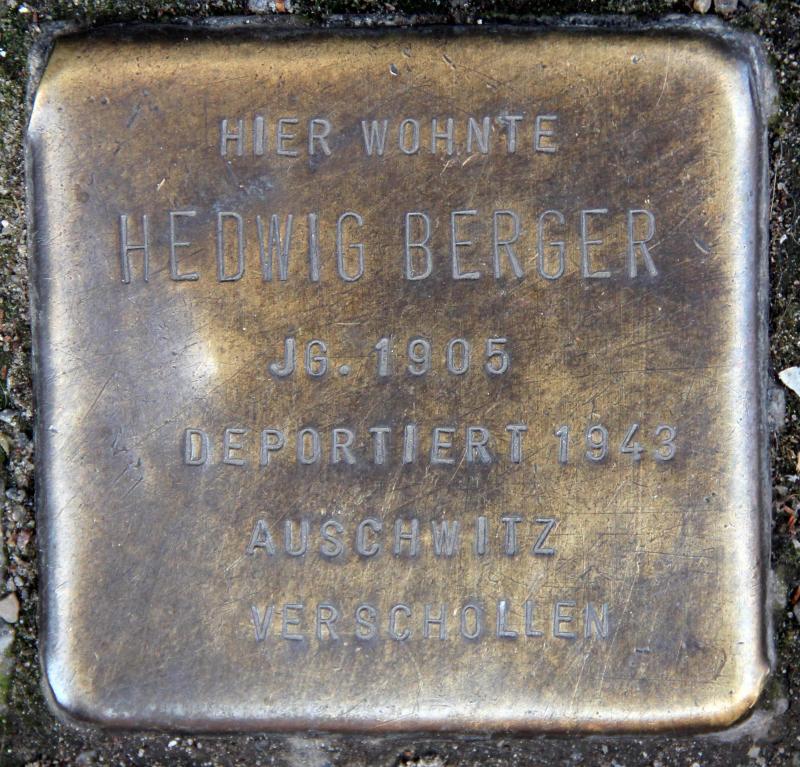 HIER WOHNTE
HEDWIG BERGER
JG. 1905
DEPORTIERT 1943
AUSCHWITZ
VERSCHOLLEN